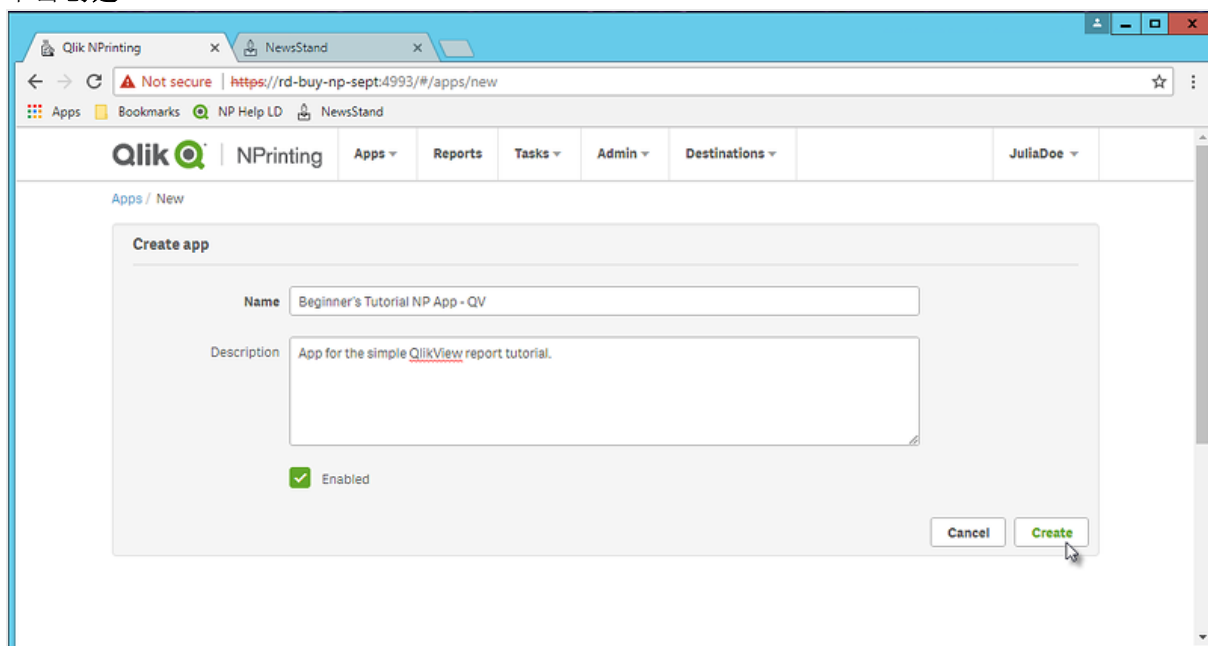 Qlik NPrinting NewsStand
Not secure | https://rd-buy-np-sept:4993/#/apps/new
Apps Bookmarks NP Help LD NewsStand
Qlik NPrinting Apps Reports Tasks Admin Destinations JuliaDoe
Apps / New
Create app
Name Beginner's Tutorial NP App - QV
Description App for the simple QlikView report tutorial.
Enabled
Cancel Create